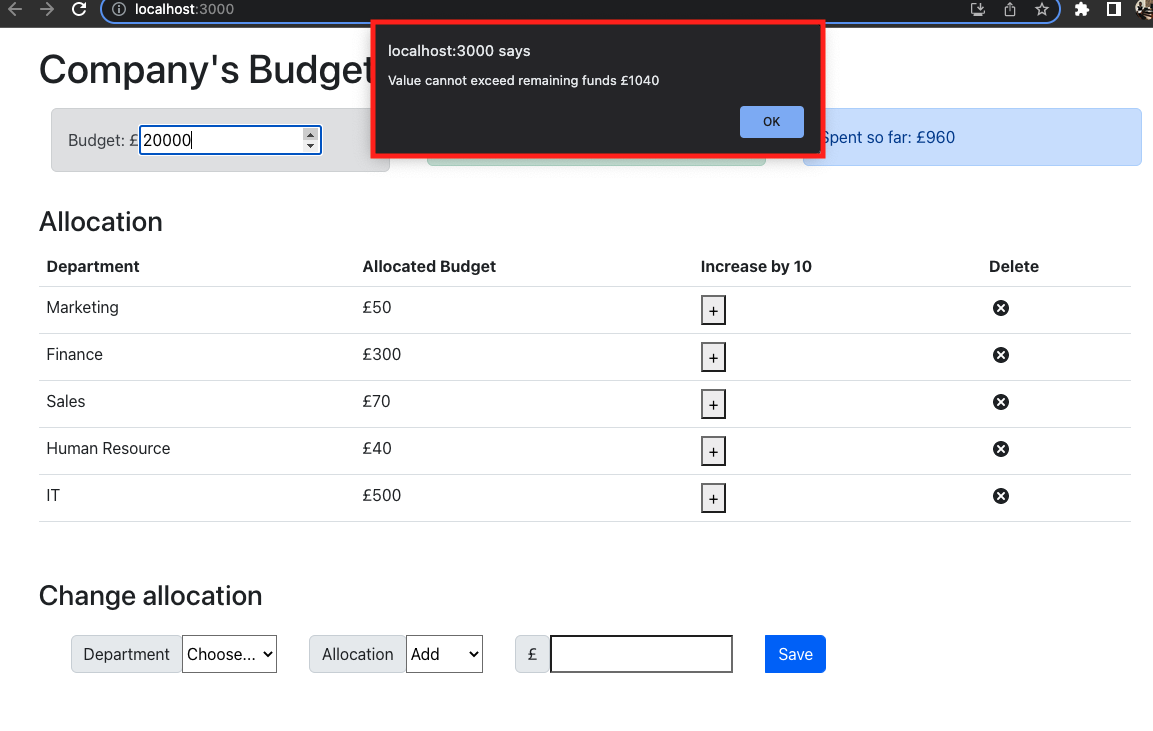 localhost:3000
localhost:3000 says
Value cannot exceed remaining funds £1040
OK
Company's Budget
Budget: £ 20000
Spent so far: £960
Allocation
Department Allocated Budget Increase by 10 Delete
Marketing £50 +
Finance £300 +
Sales £70 +
Human Resource £40 +
IT £500 +
Change allocation
Department Choose... Allocation Add £ Save